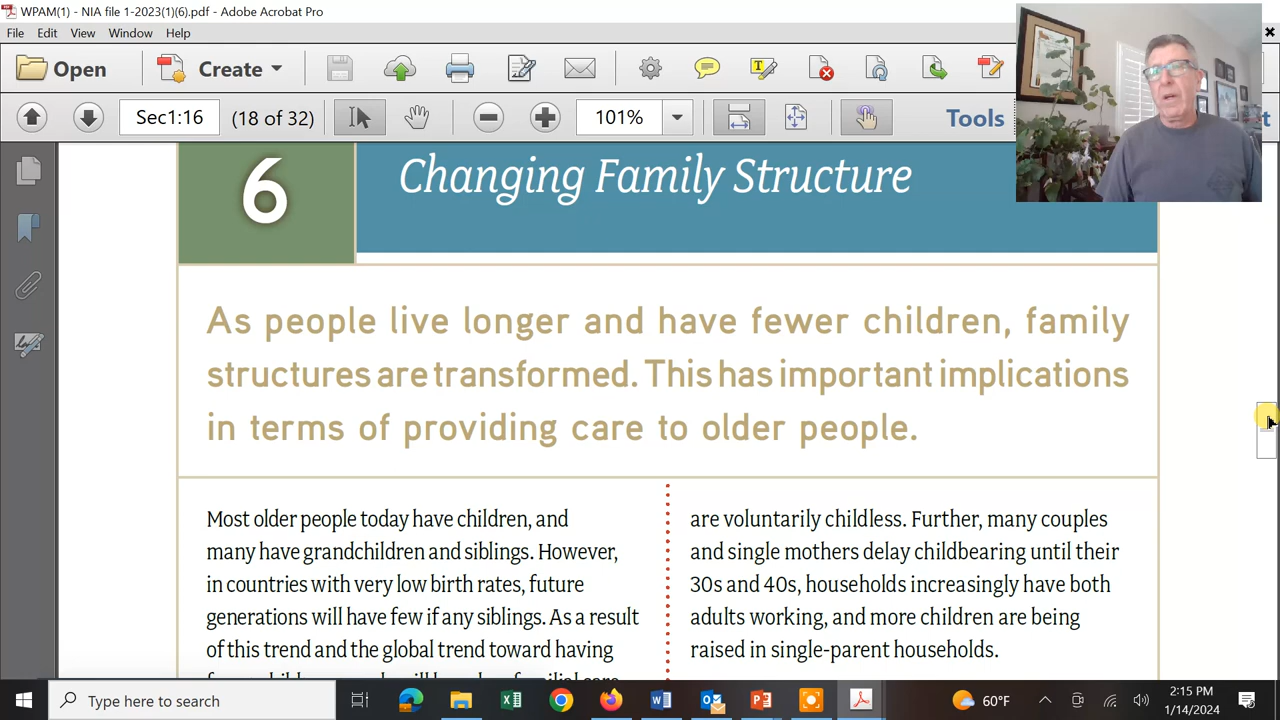 WPAM(1) - NIA file 1-2023(1)(6).pdf - Adobe Acrobat Pro
File Edit View Window Help
Open Create
Sec1:16 (18 of 32) 101% Tools
6 Changing Family Structure
As people live longer and have fewer children, family
structures are transformed. This has important implications
in terms of providing care to older people.
Most older people today have children, and
many have grandchildren and siblings. However,
in countries with very low birth rates, future
generations will have few if any siblings. As a result
of this trend and the global trend toward having
are voluntarily childless. Further, many couples
and single mothers delay childbearing until their
30s and 40s, households increasingly have both
adults working, and more children are being
raised in single-parent households.
Type here to search
60°F
2:15 PM
1/14/2024